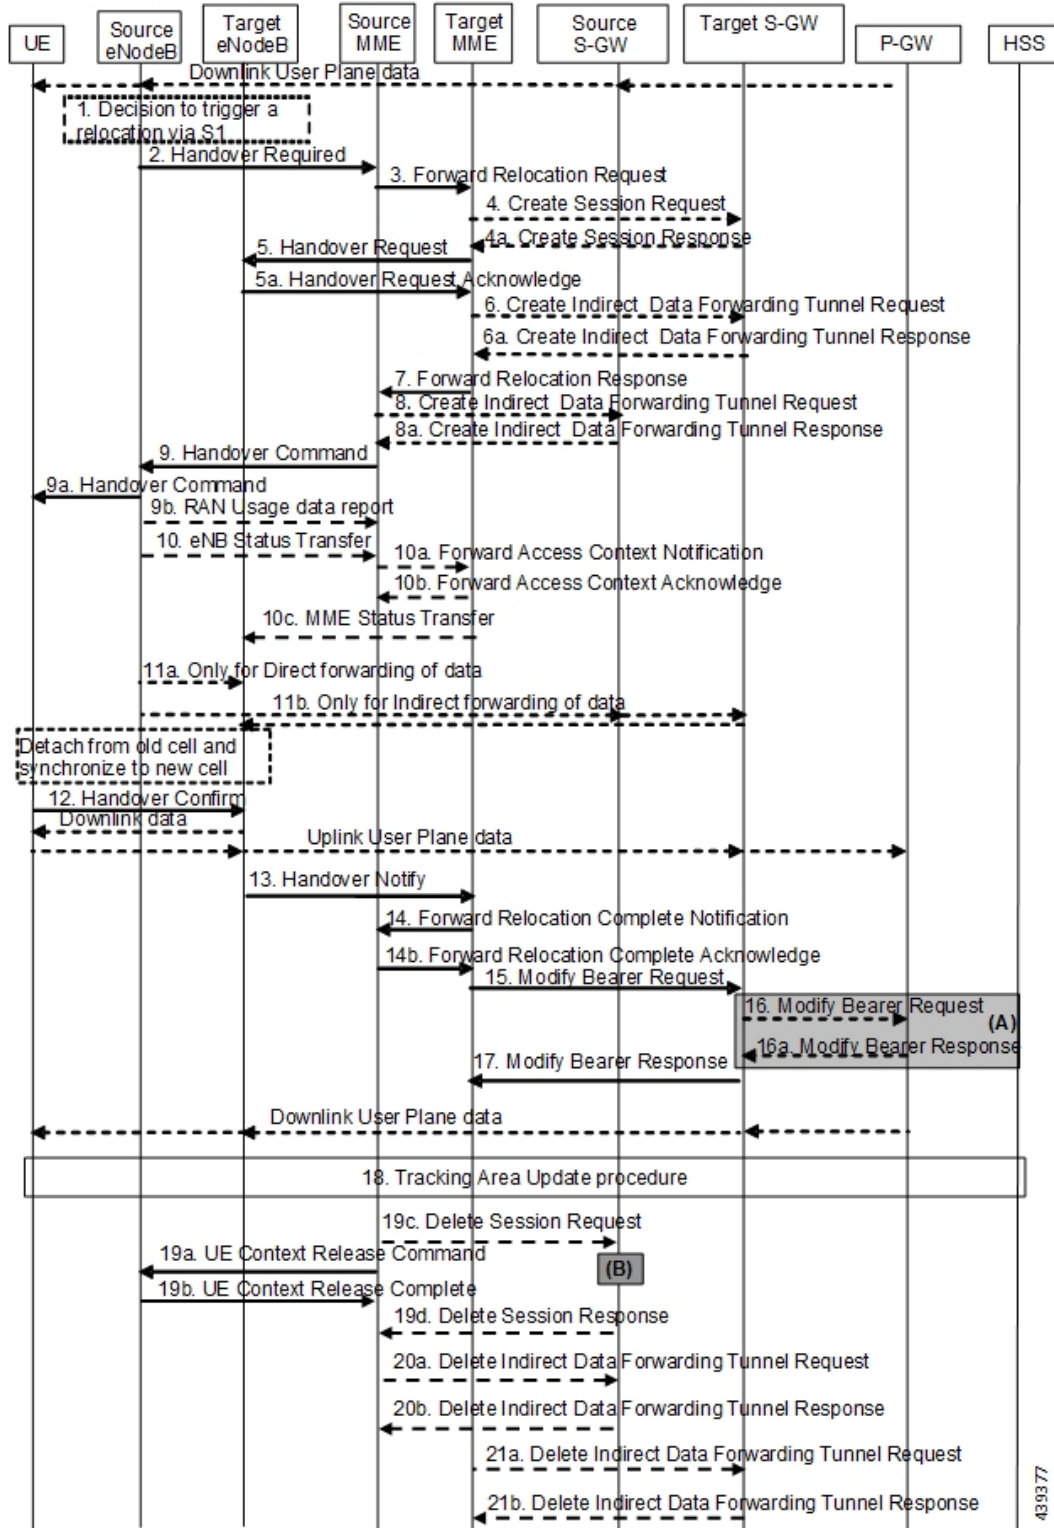 UE
Source
eNodeB
Target
eNodeB
Source
MME
Target
MME
Source
S-GW
Target S-GW
P-GW
HSS
Downlink User Plane data
1. Decision to trigger a
relocation via S1
2. Handover Required
3. Forward Relocation Request
4. Create Session Request
4a. Create Session Response
5. Handover Request
5a. Handover Request Acknowledge
6. Create Indirect Data Forwarding Tunnel Request
6a. Create Indirect Data Forwarding Tunnel Response
7. Forward Relocation Response
8. Create Indirect Data Forwarding Tunnel Request
8a. Create Indirect Data Forwarding Tunnel Response
9. Handover Command
9a. Handover Command
9b. RAN Usage data report
10. eNB Status Transfer
10a. Forward Access Context Notification
10b. Forward Access Context Acknowledge
10c. MME Status Transfer
11a. Only for Direct forwarding of data
11b. Only for Indirect forwarding of data
Detach from old cell and
synchronize to new cell
12. Handover Confirm
Downlink data
Uplink User Plane data
13. Handover Notify
14. Forward Relocation Complete Notification
14b. Forward Relocation Complete Acknowledge
15. Modify Bearer Request
16. Modify Bearer Request
(A)
16a. Modify Bearer Response
17. Modify Bearer Response
Downlink User Plane data
18. Tracking Area Update procedure
19c. Delete Session Request
19a. UE Context Release Command
(B)
19b. UE Context Release Complete
19d. Delete Session Response
20a. Delete Indirect Data Forwarding Tunnel Request
20b. Delete Indirect Data Forwarding Tunnel Response
21a. Delete Indirect Data Forwarding Tunnel Request
21b. Delete Indirect Data Forwarding Tunnel Response
439377